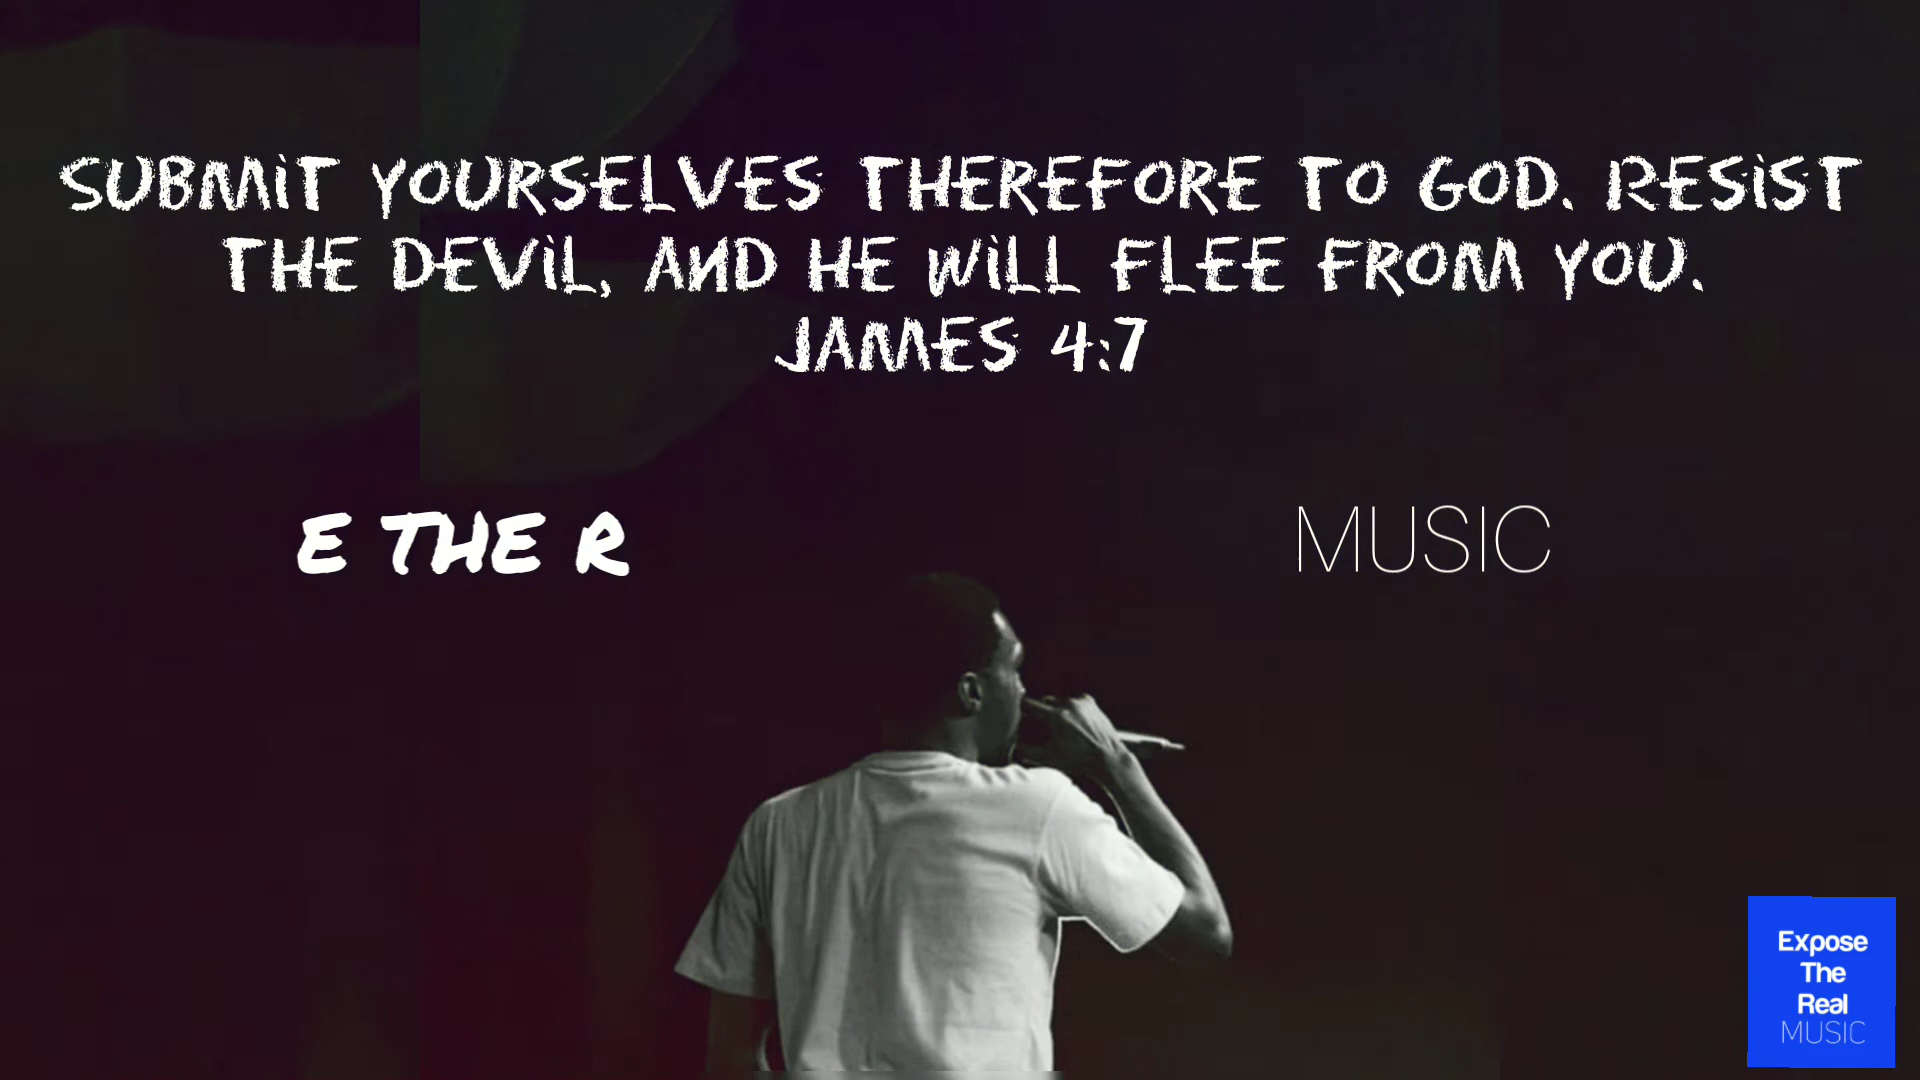 SUBMIT YOURSELVES THEREFORE TO GOD. RESIST
THE DEVIL, AND HE WILL FLEE FROM YOU.
JAMES 4:7
E THE R
MUSIC
Expose
The
Real
MUSIC